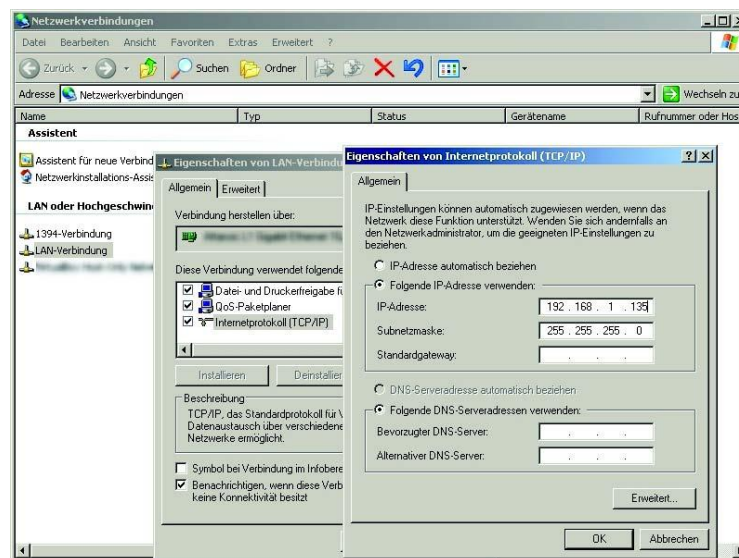 Netzwerkverbindungen
Datei Bearbeiten Ansicht Favoriten Extras Erweitert ?
Zurück Suchen Ordner
Adresse Netzwerkverbindungen Wechseln zu
Name Typ Status Gerätename Rufnummer oder Hos
Assistent
Assistent für neue Verbind
Netzwerkinstallations-Assis
LAN oder Hochgeschwin
1394-Verbindung
LAN-Verbindung
Eigenschaften von LAN-Verbindu
Allgemein Erweitert
Verbindung herstellen über:
Diese Verbindung verwendet folgende
Datei- und Druckerfreigabe fü
QoS-Paketplaner
Internetprotokoll (TCP/IP)
Installieren Deinstallier
Beschreibung
TCP/IP, das Standardprotokoll für
Datenaustausch über verschiedene
Netzwerke ermöglicht.
Symbol bei Verbindung im Infobere
Benachrichtigen, wenn diese Verb
keine Konnektivität besitzt
Eigenschaften von Internetprotokoll (TCP/IP)
Allgemein
IP-Einstellungen können automatisch zugewiesen werden, wenn das
Netzwerk diese Funktion unterstützt. Wenden Sie sich andernfalls an
den Netzwerkadministrator, um die geeigneten IP-Einstellungen zu
beziehen.
IP-Adresse automatisch beziehen
Folgende IP-Adresse verwenden:
IP-Adresse: 192 . 168 . 1 . 135
Subnetzmaske: 255 . 255 . 255 . 0
Standardgateway: . . .
DNS-Serveradresse automatisch beziehen
Folgende DNS-Serveradressen verwenden:
Bevorzugter DNS-Server: . . .
Alternativer DNS-Server: . . .
Erweitert...
OK Abbrechen